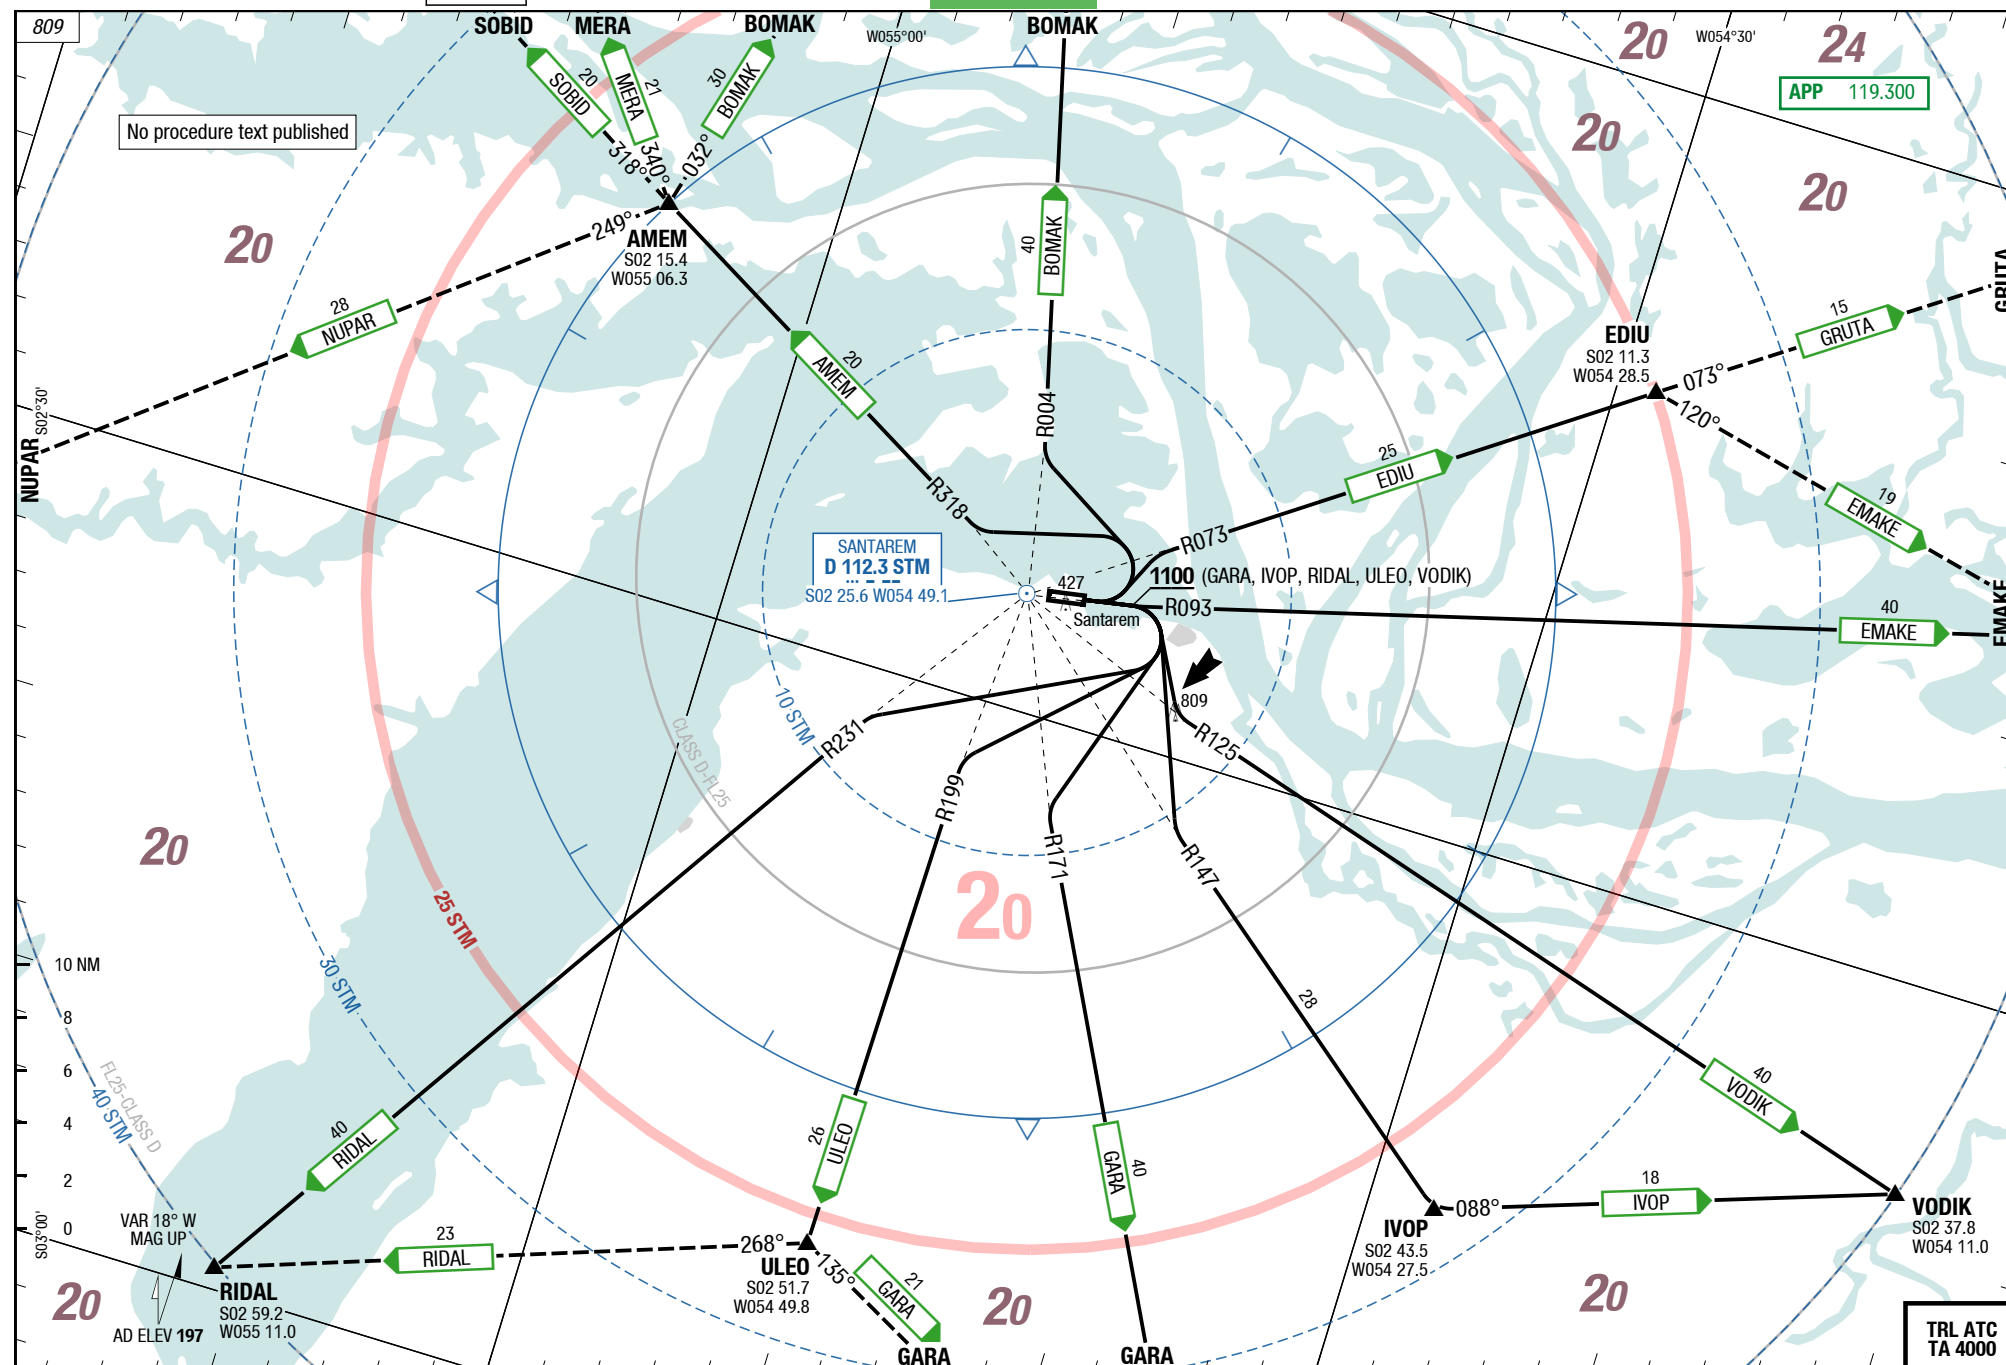 809
SOBID
MERA
BOMAK
BOMAK
W055°00'
W054°30'
20
24
APP 119.300
No procedure text published
20
SOBID
21
MERA
30
BOMAK
318°
340°
032°
20
20
20
249°
AMEM
S02 15.4
W055 06.3
40
BOMAK
28
NUPAR
GRUTA
15
GRUTA
EDIU
S02 11.3
W054 28.5
073°
120°
20
AMEM
S02°30'
NUPAR
R004
25
EDIU
19
EMAKE
R318
R073
SANTAREM
D 112.3 STM
S02 25.6 W054 49.1
427
1100 (GARA, IVOP, RIDAL, ULEO, VODIK)
Santarem
R093
40
EMAKE
EMAKE
809
10 STM
CLASS D-FL25
R231
R125
R199
R171
R147
20
20
25 STM
30 STM
10 NM
8
6
4
2
0
28
FL25-CLASS D
40 STM
40
RIDAL
26
ULEO
40
GARA
40
VODIK
S03°00'
VAR 18° W
MAG UP
18
IVOP
088°
IVOP
S02 43.5
W054 27.5
VODIK
S02 37.8
W054 11.0
23
RIDAL
268°
ULEO
S02 51.7
W054 49.8
135°
21
GARA
RIDAL
S02 59.2
W055 11.0
20
AD ELEV 197
20
20
GARA
GARA
TRL ATC
TA 4000